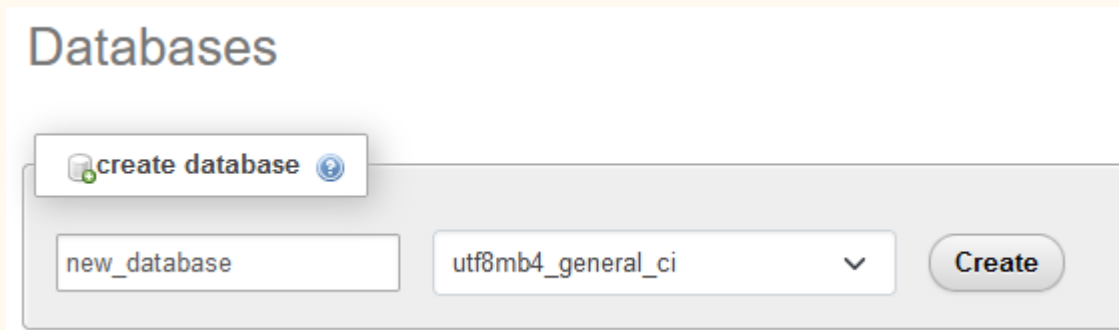 Databases
create database ?
new_database utf8mb4_general_ci Create